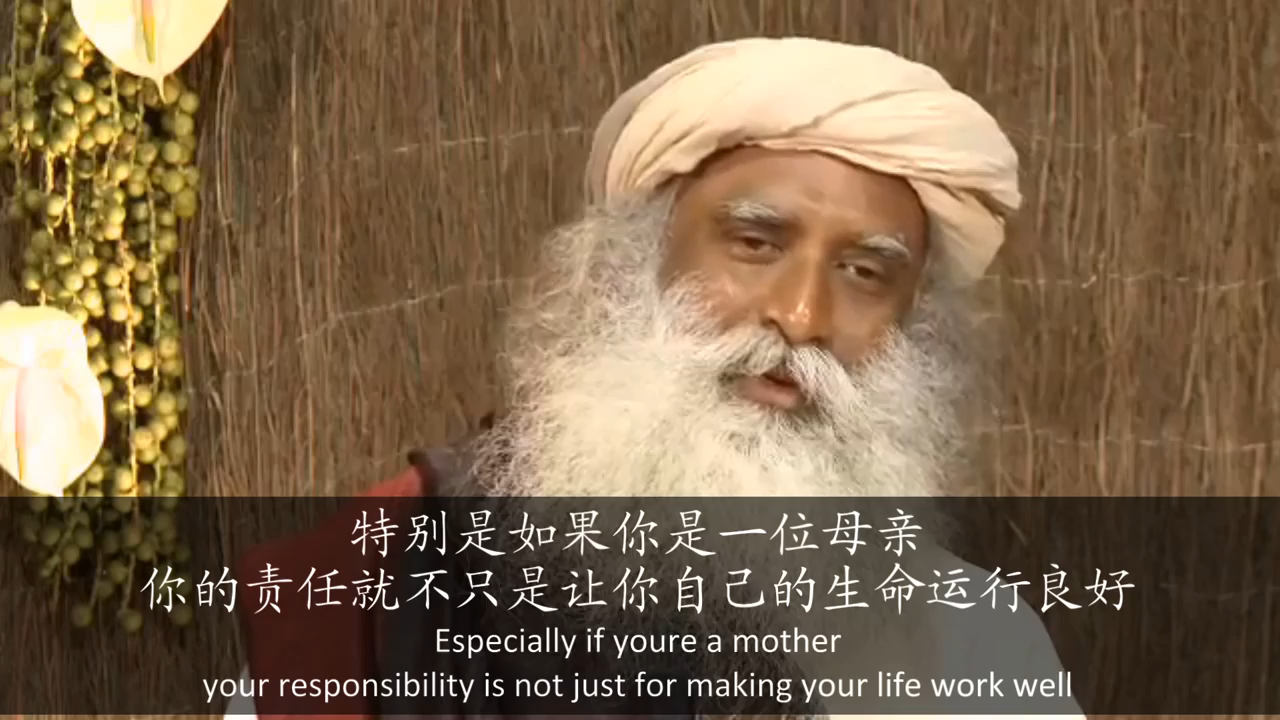 特别是如果你是一位母亲
你的责任就不只是让你自己的生命运行良好
Especially if youre a mother
your responsibility is not just for making your life work well